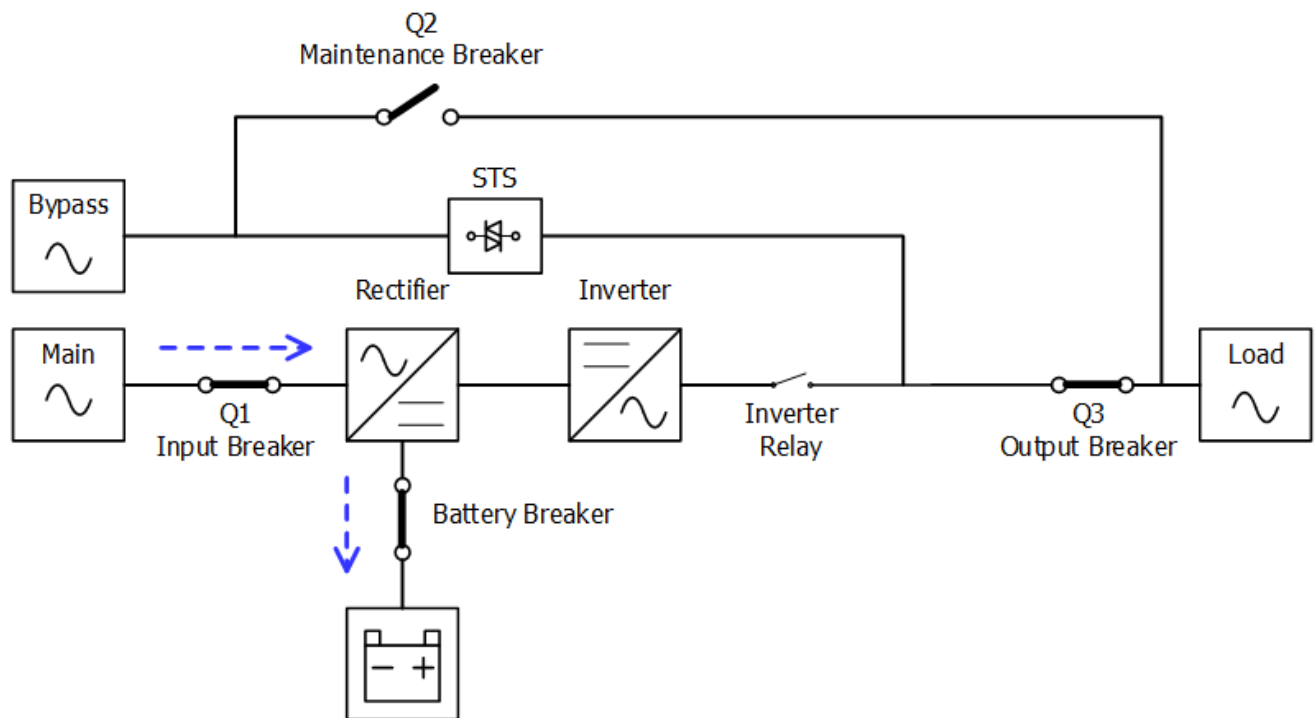 Q2
Maintenance Breaker
STS
Bypass
Rectifier
Inverter
Main
Load
Q1
Input Breaker
Inverter
Relay
Q3
Output Breaker
Battery Breaker